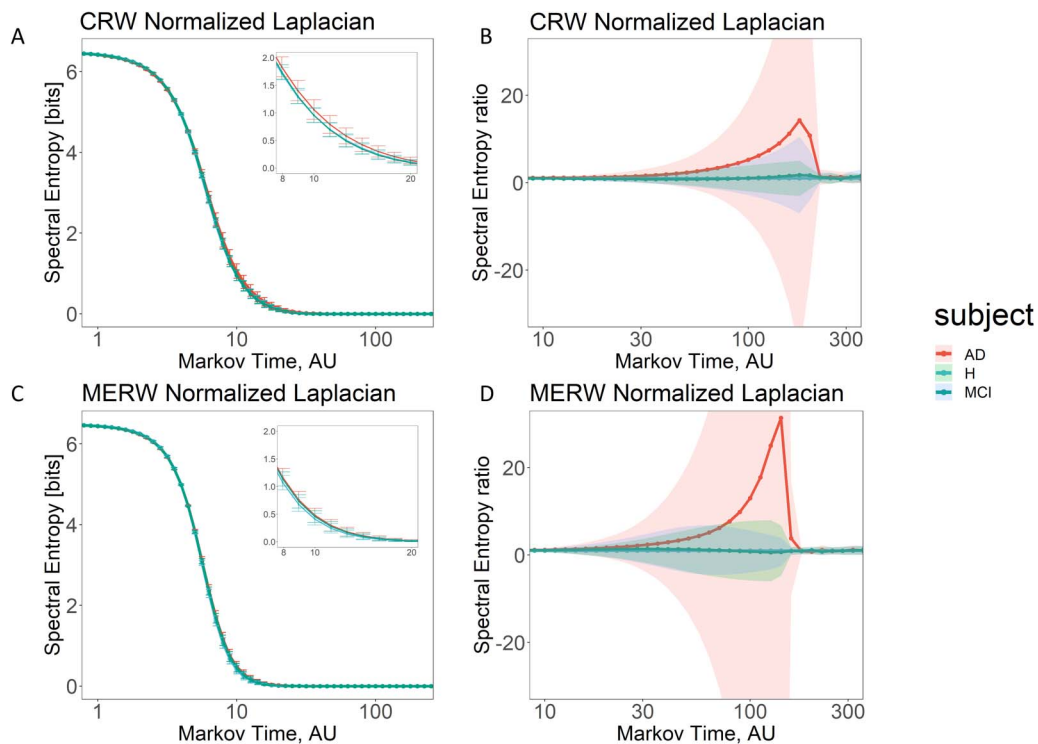 CRW Normalized Laplacian
A
Spectral Entropy [bits]
6
4
2
0
1
10
100
Markov Time, AU
2.0
1.5
1.0
0.5
0.0
8
10
20
CRW Normalized Laplacian
B
Spectral Entropy ratio
20
0
-20
10
30
100
300
Markov Time, AU
MERW Normalized Laplacian
C
Spectral Entropy [bits]
6
4
2
0
1
10
100
Markov Time, AU
2.0
1.5
1.0
0.5
0.0
8
10
20
MERW Normalized Laplacian
D
Spectral Entropy ratio
20
0
-20
10
30
100
300
Markov Time, AU
subject
AD
H
MCI